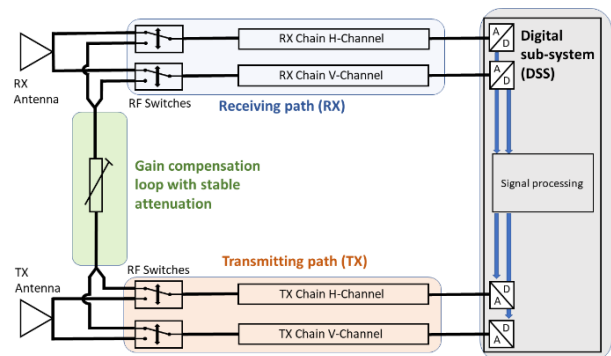 RX Chain H-Channel
A
D
Digital
sub-system
(DSS)
RX Chain V-Channel
A
D
RX
Antenna
RF Switches
Receiving path (RX)
Gain compensation
loop with stable
attenuation
Signal processing
Transmitting path (TX)
TX
Antenna
RF Switches
TX Chain H-Channel
D
A
TX Chain V-Channel
D
A